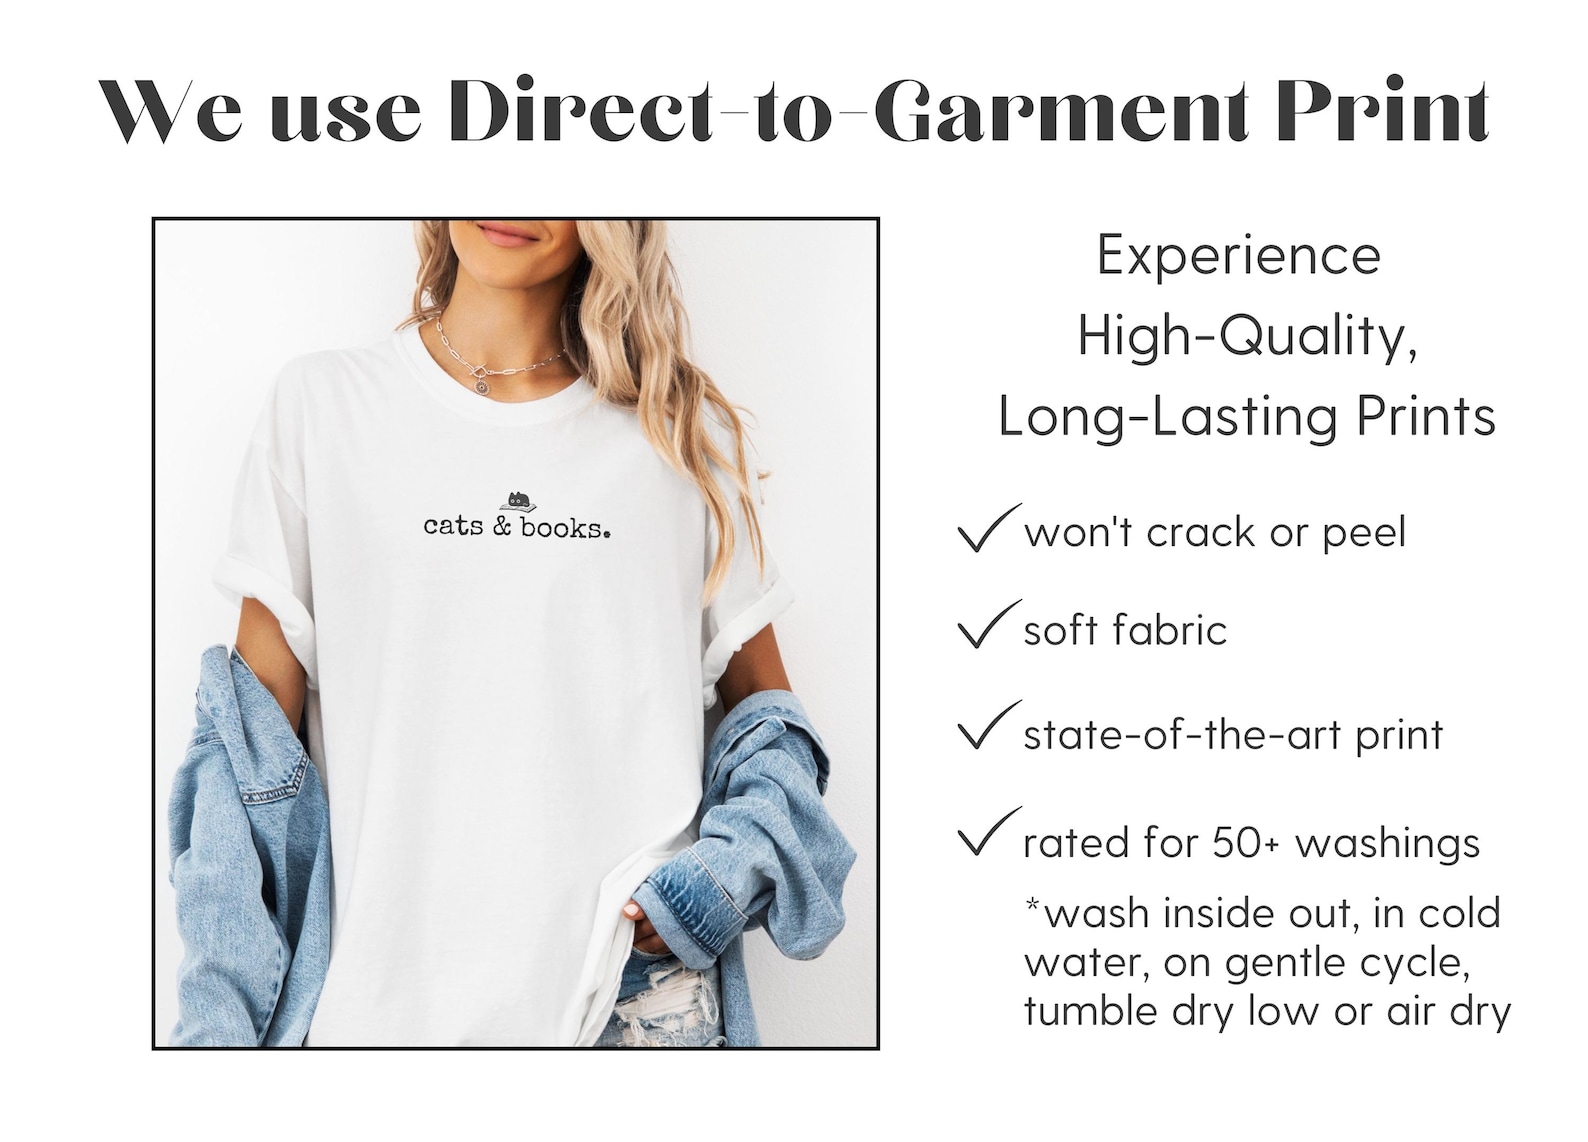 We use Direct-to-Garment Print
cats & books.
Experience
High-Quality,
Long-Lasting Prints
won't crack or peel
soft fabric
state-of-the-art print
rated for 50+ washings
*wash inside out, in cold
water, on gentle cycle,
tumble dry low or air dry